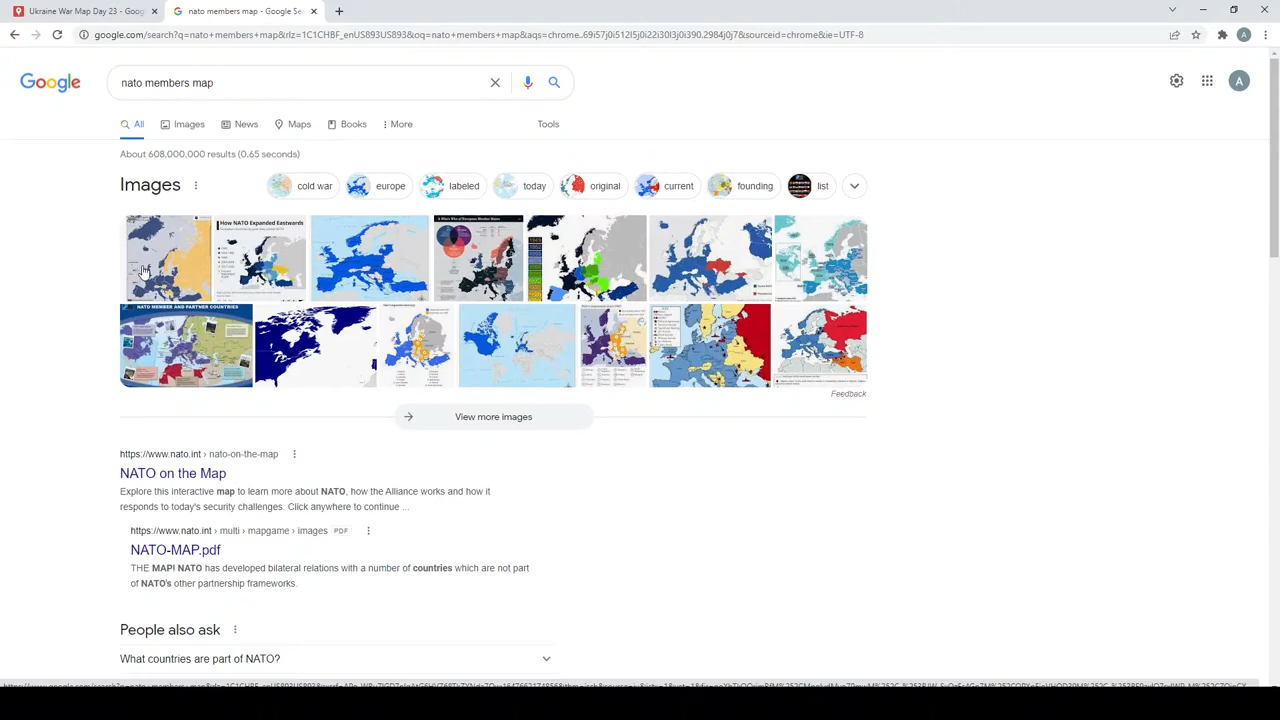 Ukraine War Map Day 23 - Googl
nato members map - Google Se
google.com/search?q=nato+members+map&rlz=1C1CHBF_enUS893US893&oq=nato+members+map&aqs=chrome..69i57j0i512l5j0i22i30l3j0i390.2984j0j7&sourceid=chrome&ie=UTF-8
A
Google
nato members map
A
All
Images
News
Maps
Books
More
Tools
About 608,000,000 results (0.65 seconds)
Images
cold war
europe
labeled
today
original
current
founding
list
How NATO Expanded Eastwards
NATO MEMBER AND PARTNER COUNTRIES
Feedback
View more images
https://www.nato.int › nato-on-the-map
NATO on the Map
Explore this interactive map to learn more about NATO, how the Alliance works and how it
responds to today's security challenges. Click anywhere to continue ...
https://www.nato.int › multi › mapgame › images PDF
NATO-MAP.pdf
THE MAP! NATO has developed bilateral relations with a number of countries which are not part
of NATO's other partnership frameworks.
People also ask
What countries are part of NATO?